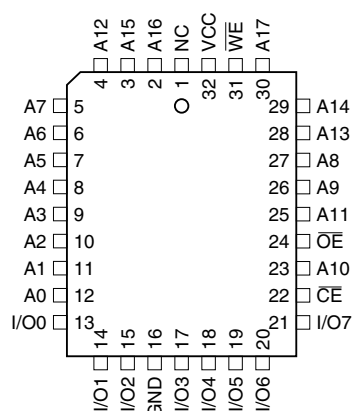 A12 A15 A16 NC VCC W̅E̅ A17
4 3 2 1 32 31 30
A7 5 29 A14
A6 6 28 A13
A5 7 27 A8
A4 8 26 A9
A3 9 25 A11
A2 10 24 O̅E̅
A1 11 23 A10
A0 12 22 C̅E̅
I/O0 13 21 I/O7
14 15 16 17 18 19 20
I/O1 I/O2 GND I/O3 I/O4 I/O5 I/O6